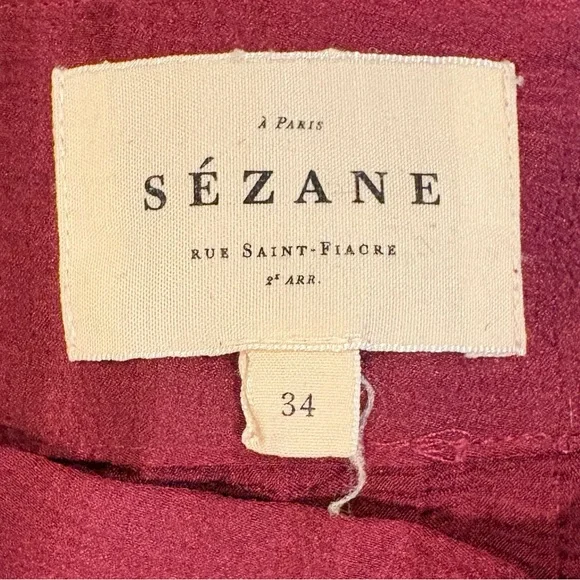 À PARIS
SÉZANE
RUE SAINT-FIACRE
2E ARR.
34